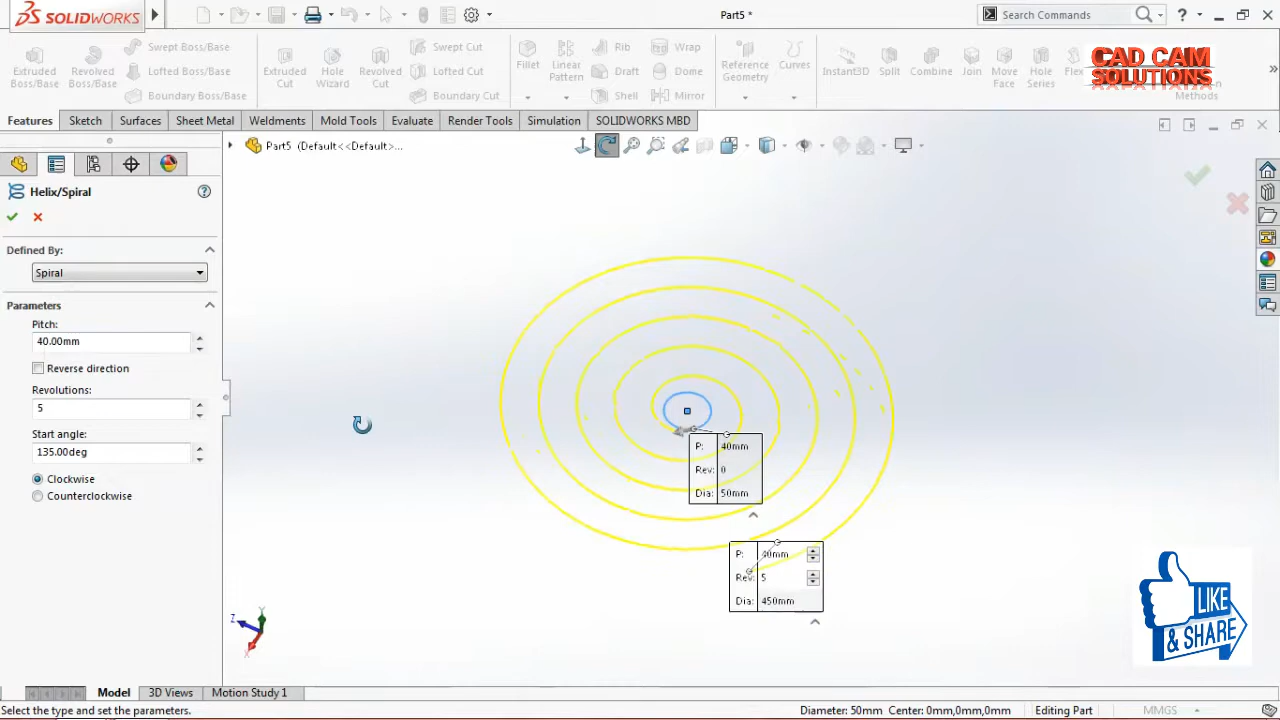 SOLIDWORKS
Part5 *
Search Commands
?
Extruded Boss/Base
Revolved Boss/Base
Swept Boss/Base
Lofted Boss/Base
Boundary Boss/Base
Extruded Cut
Hole Wizard
Revolved Cut
Swept Cut
Lofted Cut
Boundary Cut
Fillet
Linear Pattern
Rib
Draft
Shell
Wrap
Dome
Mirror
Reference Geometry
Curves
Instant3D
Split
Combine
Join
Move Face
Hole Series
Methods
CAD CAM
SOLUTIONS
Features
Sketch
Surfaces
Sheet Metal
Weldments
Mold Tools
Evaluate
Render Tools
Simulation
SOLIDWORKS MBD
Part5 (Default<<Default>...
Helix/Spiral
Defined By:
Spiral
Parameters
Pitch:
40.00mm
Reverse direction
Revolutions:
5
Start angle:
135.00deg
Clockwise
Counterclockwise
P: 40mm
Rev: 0
Dia: 50mm
P: 40mm
Rev: 5
Dia: 450mm
Y
Z
X
LIKE
& SHARE
Model
3D Views
Motion Study 1
Select the type and set the parameters.
Diameter: 50mm Center: 0mm,0mm,0mm
Editing Part
MMGS